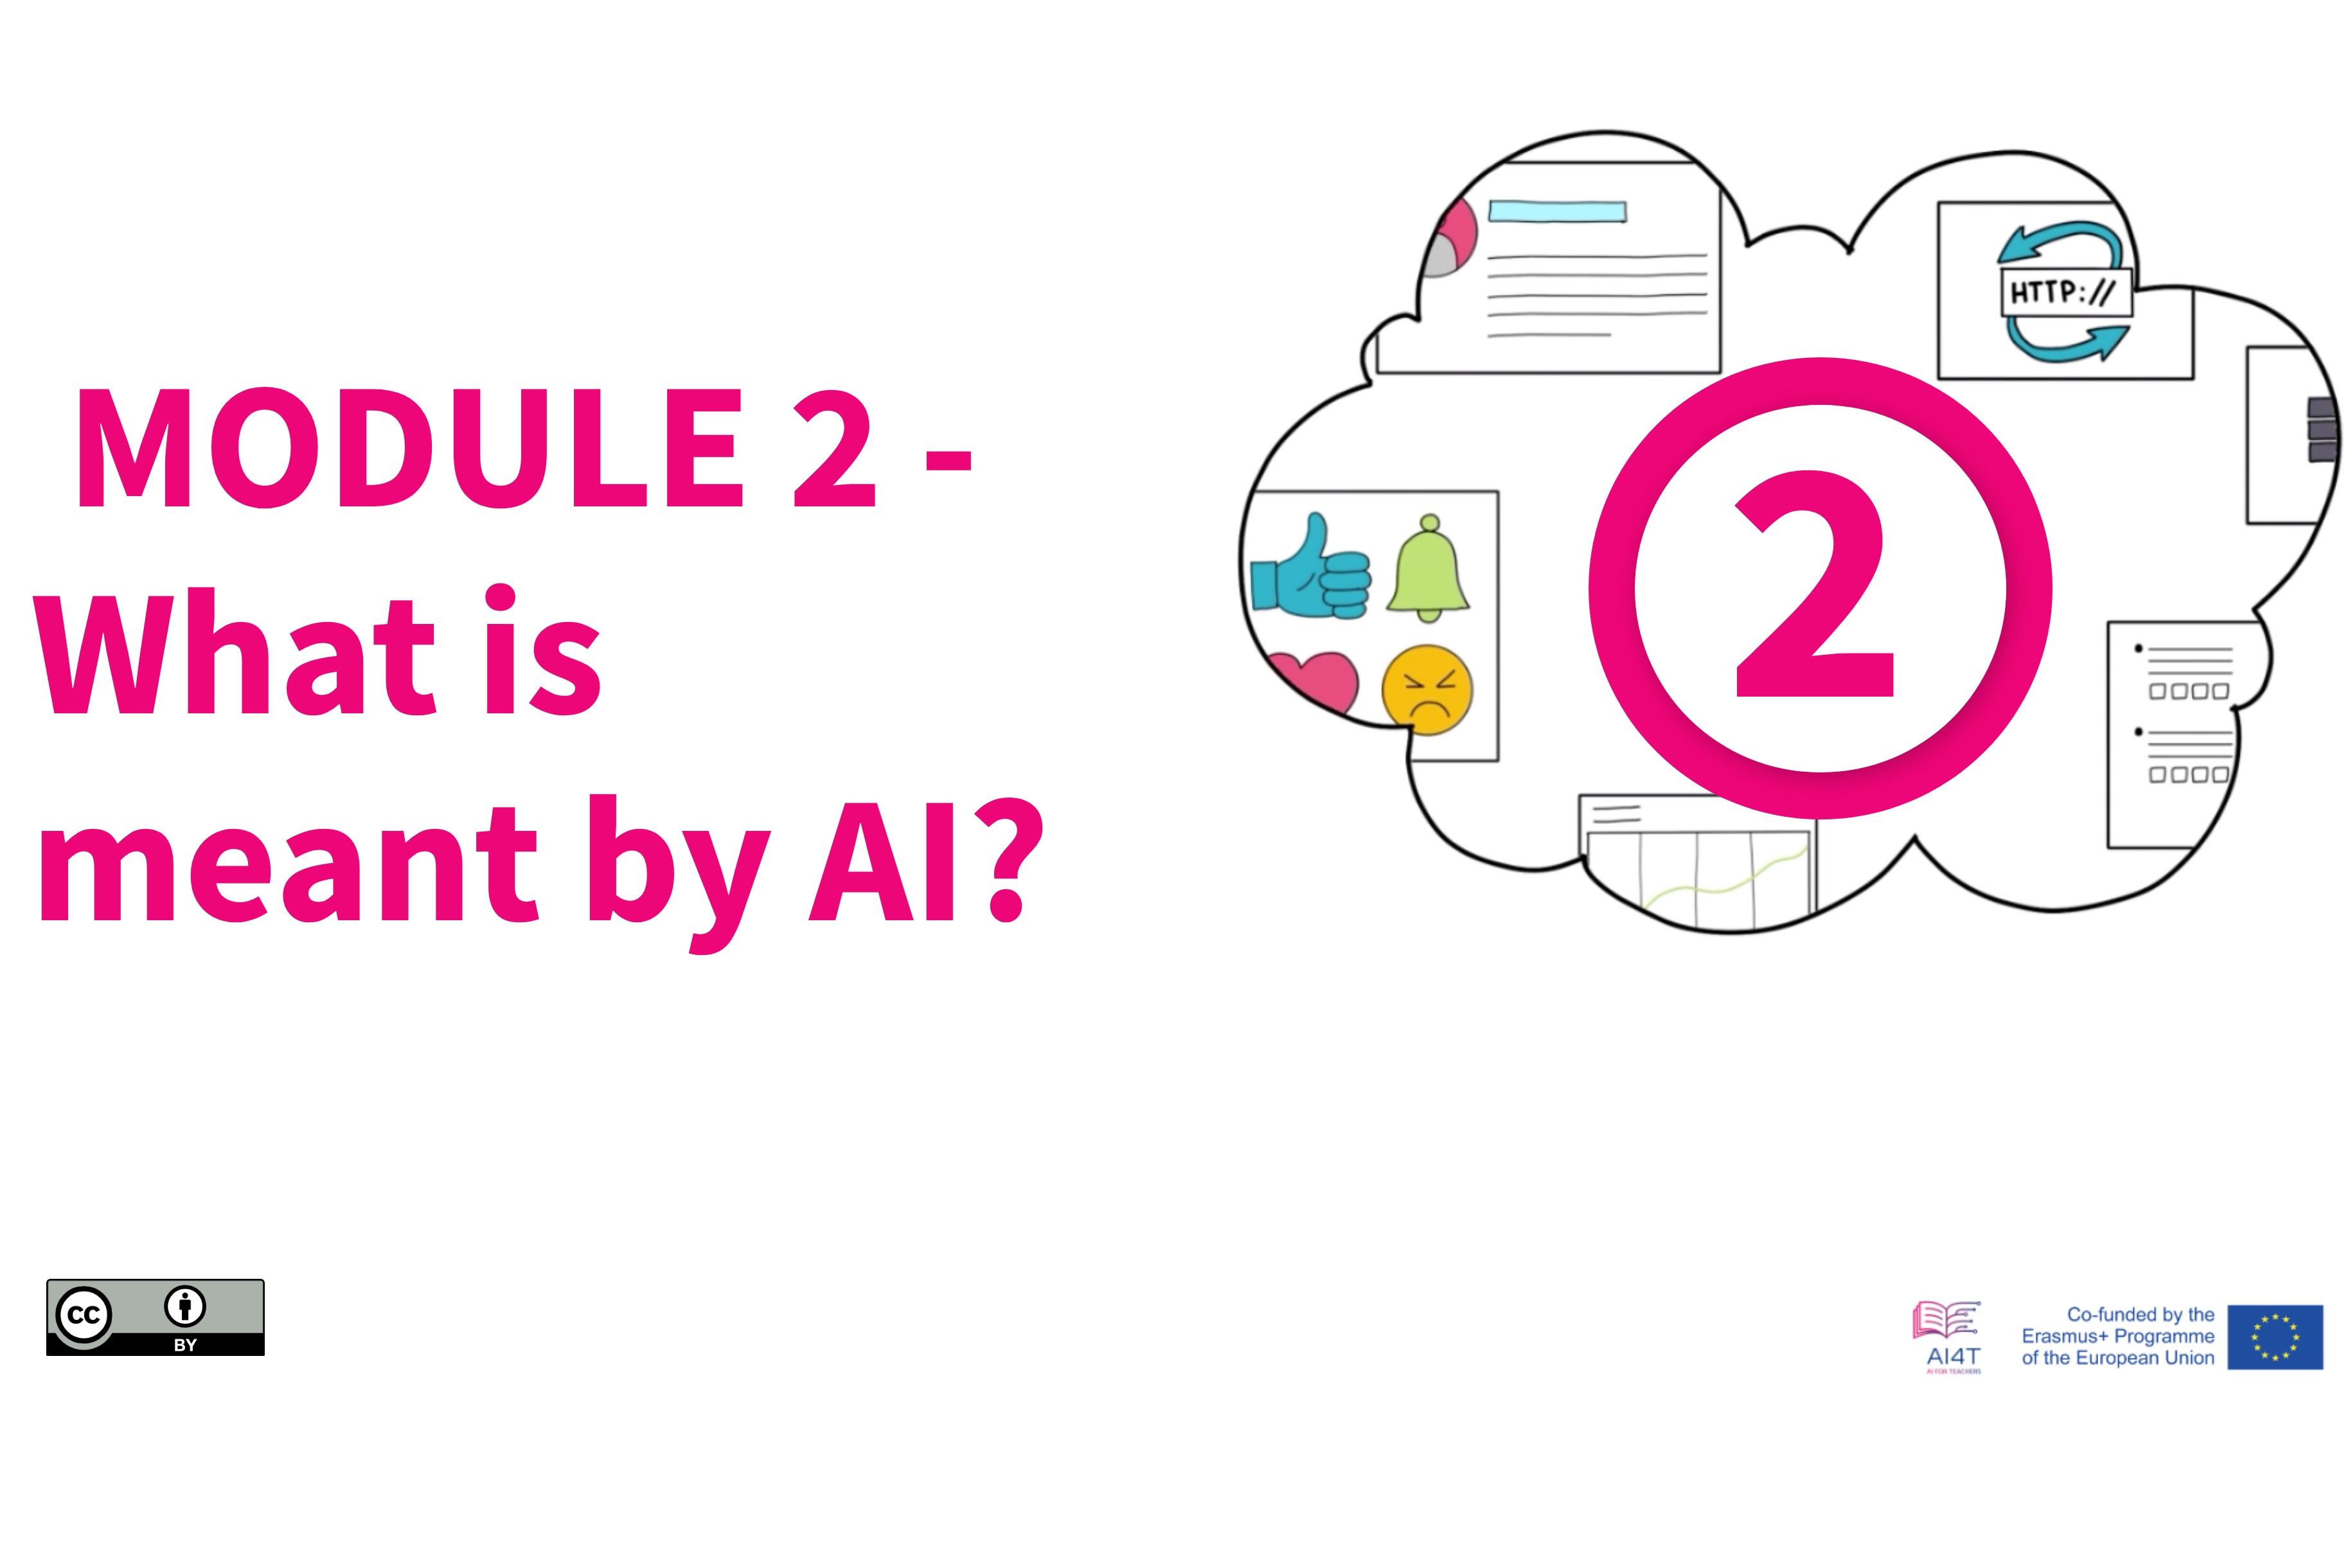 MODULE 2 -
What is
meant by AI?
HTTP://
2
CC
BY
AI4T
AI FOR TEACHERS
Co-funded by the
Erasmus+ Programme
of the European Union